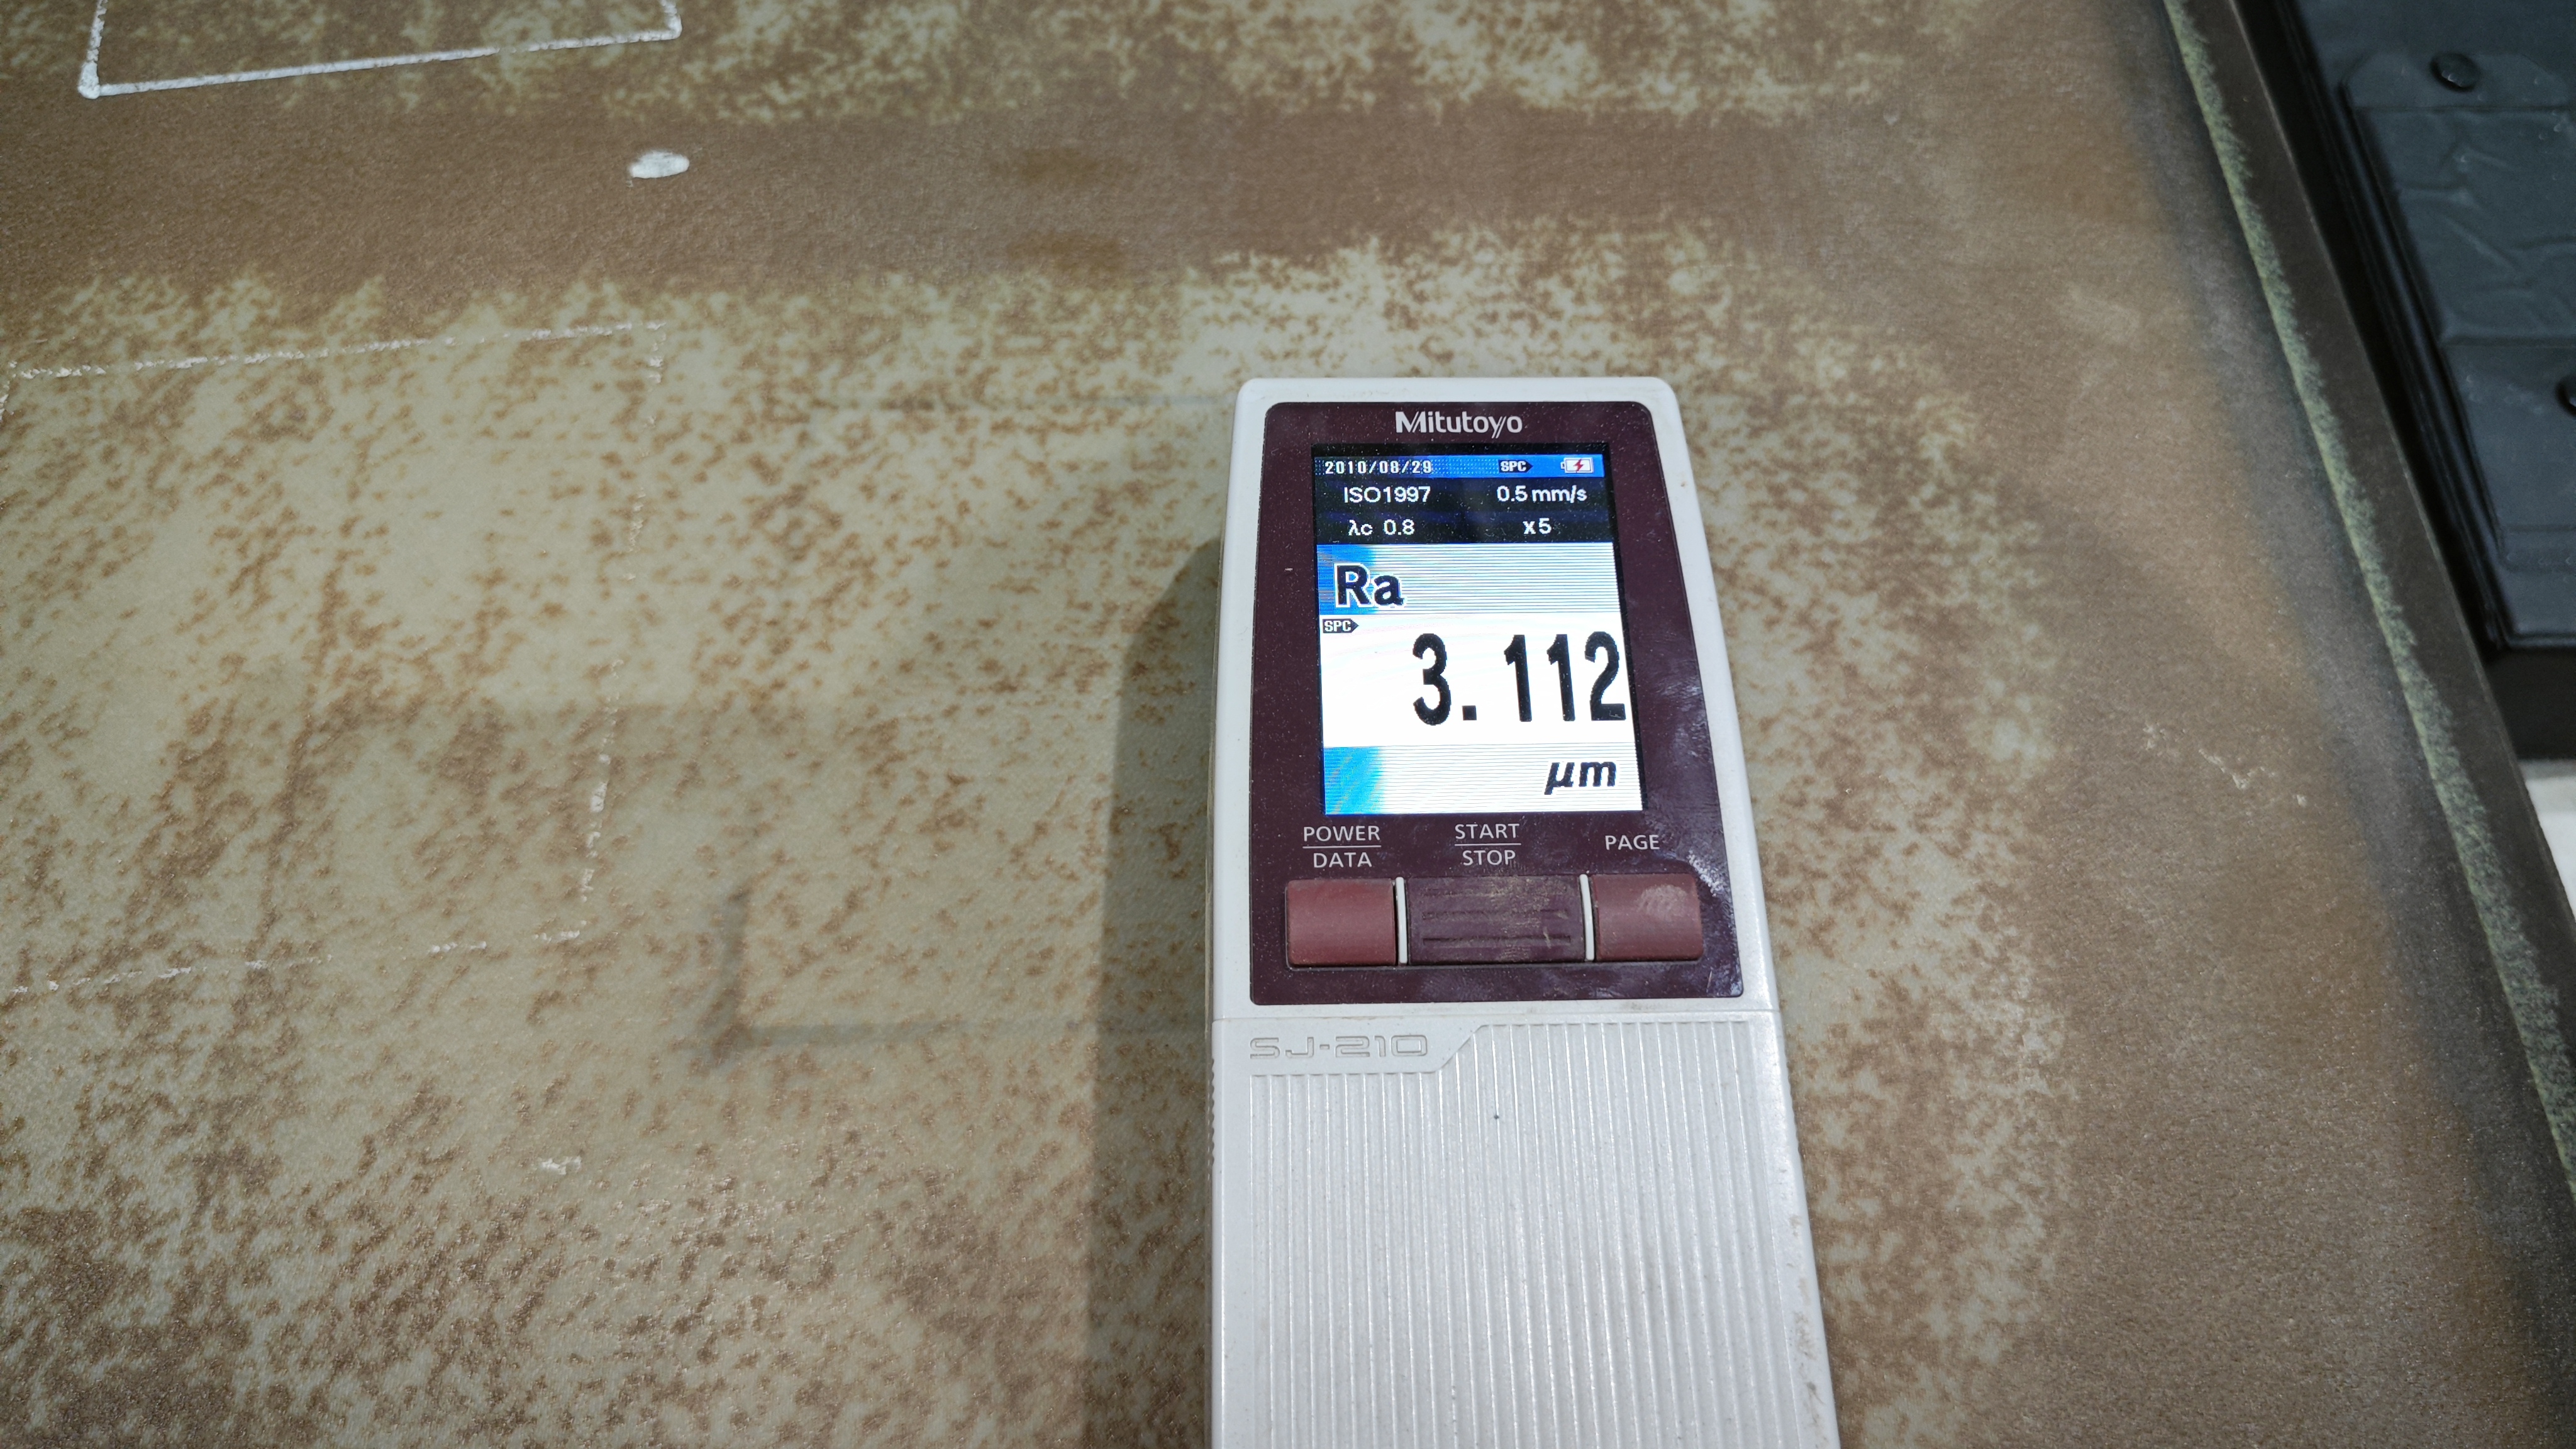 Mitutoyo
2010/08/29 SPC
ISO1997 0.5 mm/s
λc 0.8 x5
Ra
SPC
3.112
µm
POWER START PAGE
DATA STOP
SJ-210